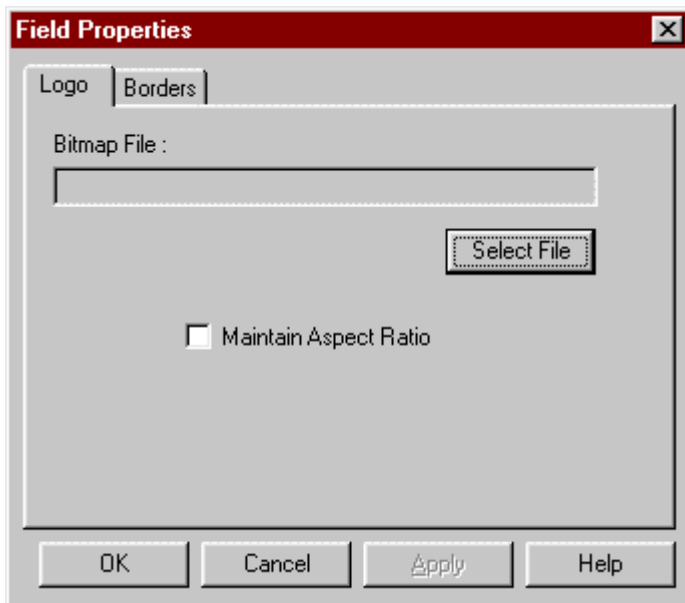 Field Properties
Logo Borders
Bitmap File :
Select File
Maintain Aspect Ratio
OK Cancel Apply Help